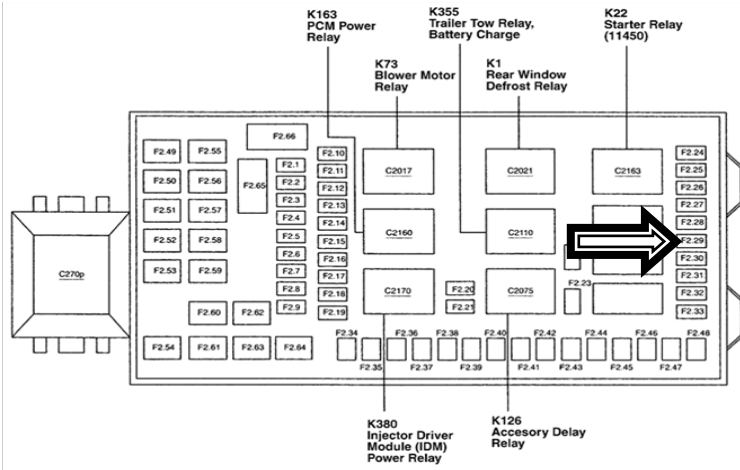 K163
PCM Power
Relay
K355
Trailer Tow Relay,
Battery Charge
K22
Starter Relay
(11450)
K73
Blower Motor
Relay
K1
Rear Window
Defrost Relay
F2.66
F2.49
F2.55
F2.50
F2.56
F2.51
F2.57
F2.52
F2.58
F2.53
F2.59
F2.65
F2.60
F2.62
F2.54
F2.61
F2.63
F2.64
F2.1
F2.2
F2.3
F2.4
F2.5
F2.6
F2.7
F2.8
F2.9
F2.10
F2.11
F2.12
F2.13
F2.14
F2.15
F2.16
F2.17
F2.18
F2.19
C2017
C2021
C2163
C2160
C2110
C2170
C2075
F2.20
F2.21
F2.23
F2.24
F2.25
F2.26
F2.27
F2.28
F2.29
F2.30
F2.31
F2.32
F2.33
C270p
F2.34
F2.36
F2.38
F2.40
F2.42
F2.44
F2.46
F2.48
F2.35
F2.37
F2.39
F2.41
F2.43
F2.45
F2.47
K380
Injector Driver
Module (IDM)
Power Relay
K126
Accesory Delay
Relay